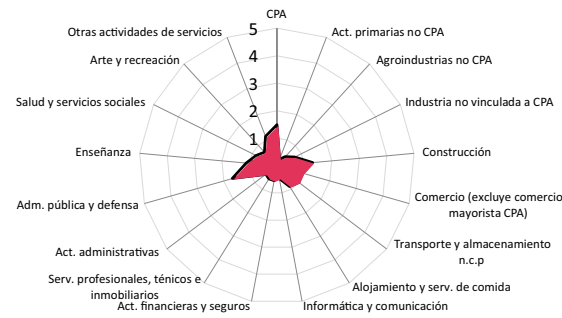 CPA
Otras actividades de servicios
5
Act. primarias no CPA
Arte y recreación
4
Agroindustrias no CPA
3
Salud y servicios sociales
2
Industria no vinculada a CPA
1
Enseñanza
Construcción
Adm. pública y defensa
Comercio (excluye comercio
mayorista CPA)
Act. administrativas
Transporte y almacenamiento
n.c.p
Serv. profesionales, ténicos e
inmobiliarios
Alojamiento y serv. de comida
Act. financieras y seguros
Informática y comunicación